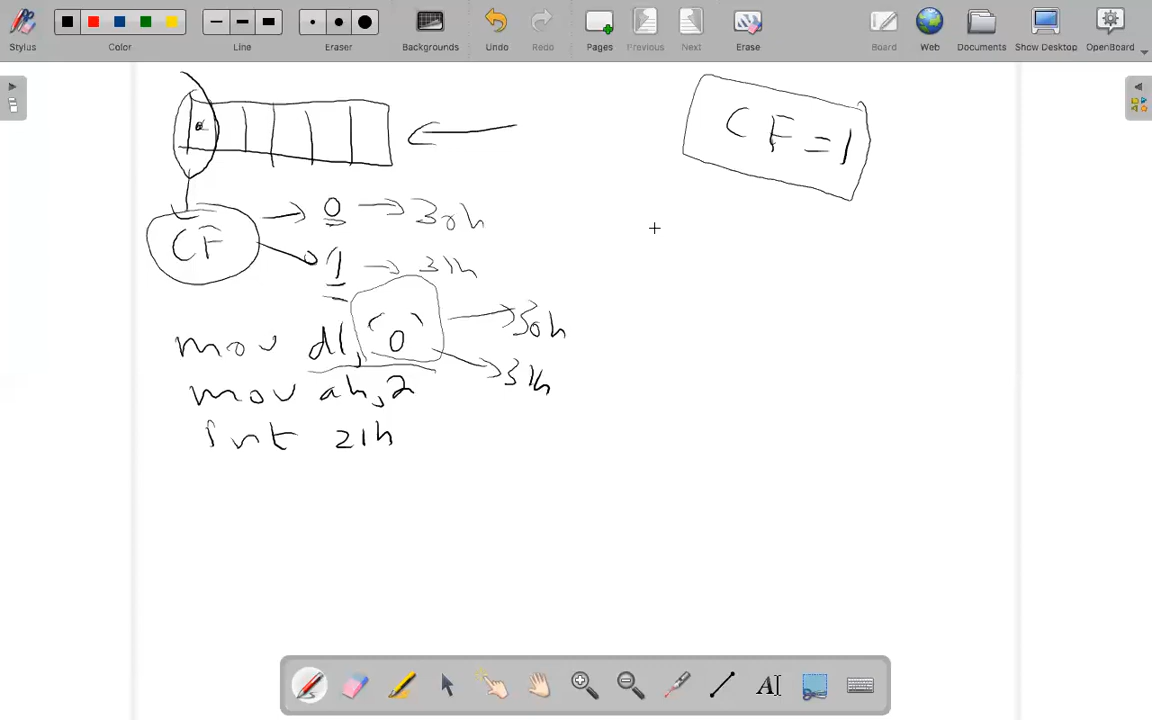 Stylus Color Line Eraser Backgrounds Undo Redo Pages Previous Next Erase Board Web Documents Show Desktop OpenBoard
CF=1
CF → 0 → 30h
1 → 31h
mov dl, '0' → 30h
→ 31h
mov ah,2
int 21h